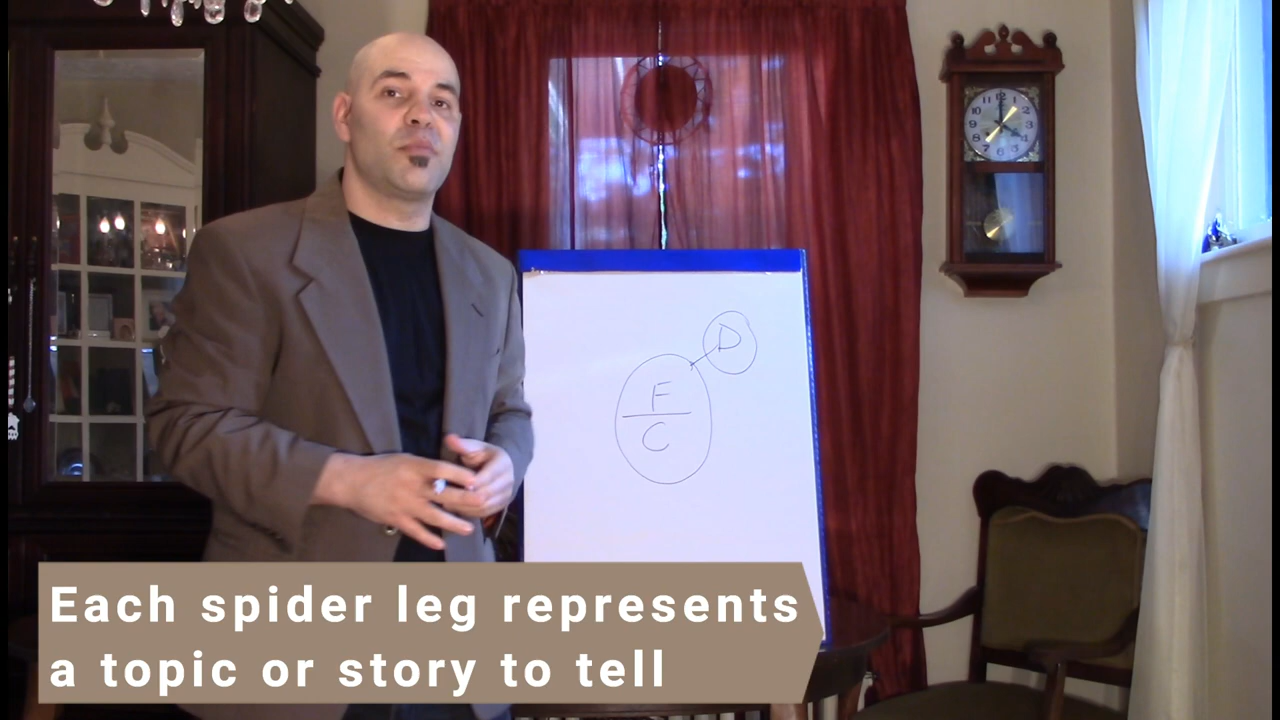 D
F
C
Each spider leg represents
a topic or story to tell